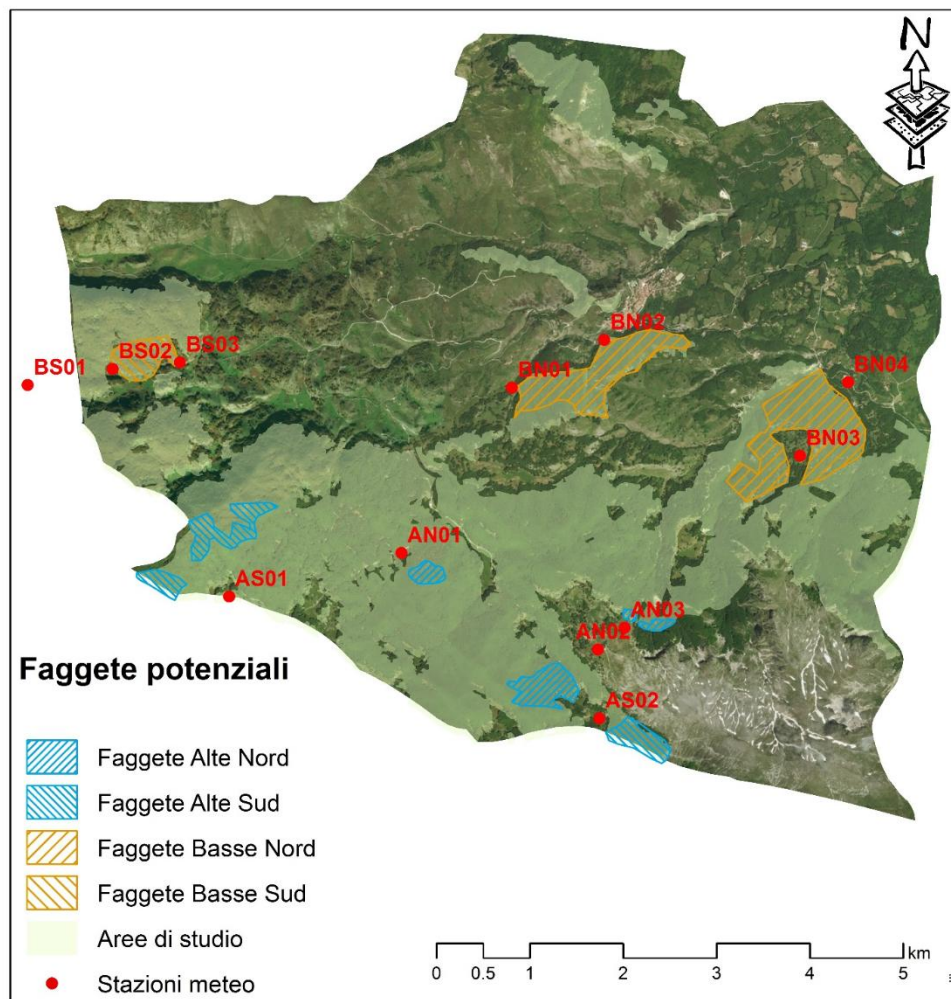 N
BN02
BS03
BS02
BS01
BN01
BN04
BN03
AN01
AS01
AN03
AN02
AS02
Faggete potenziali
Faggete Alte Nord
Faggete Alte Sud
Faggete Basse Nord
Faggete Basse Sud
Aree di studio
Stazioni meteo
km
0 0.5 1 2 3 4 5